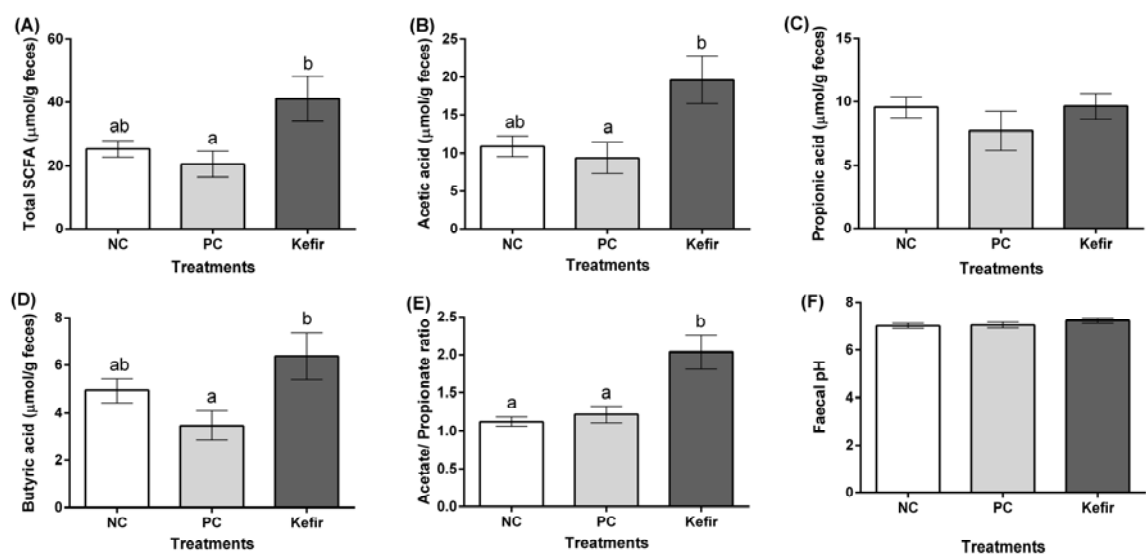 (A)
Total SCFA (μmol/g feces)
60
40
20
0
b
ab
a
NC PC Kefir
Treatments
(B)
Acetic acid (μmol/g feces)
25
20
15
10
5
0
b
ab
a
NC PC Kefir
Treatments
(C)
Propionic acid (μmol/g feces)
15
10
5
0
NC PC Kefir
Treatments
(D)
Butyric acid (μmol/g feces)
8
6
4
2
0
b
ab
a
NC PC Kefir
Treatments
(E)
Acetate/ Propionate ratio
2.5
2.0
1.5
1.0
0.5
0.0
b
a
a
NC PC Kefir
Treatments
(F)
Faecal pH
8
6
4
2
0
NC PC Kefir
Treatments